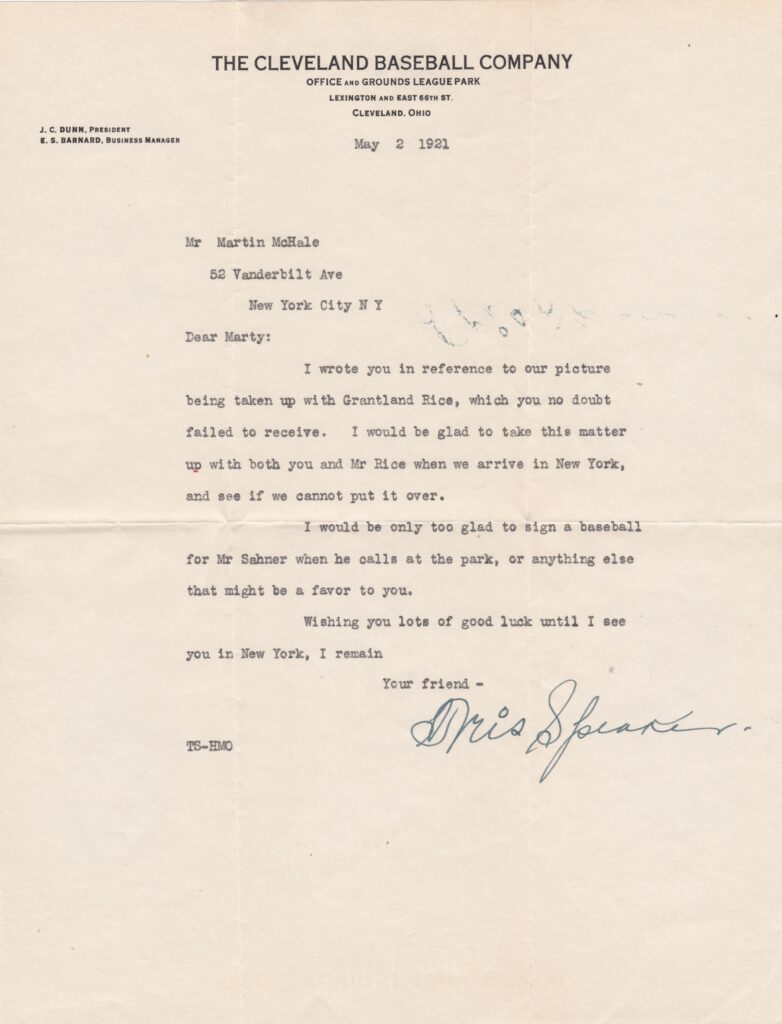 THE CLEVELAND BASEBALL COMPANY
OFFICE AND GROUNDS LEAGUE PARK
LEXINGTON AND EAST 66TH ST.
CLEVELAND, OHIO
J. C. DUNN, PRESIDENT
E. S. BARNARD, BUSINESS MANAGER
May 2 1921
Mr Martin McHale
52 Vanderbilt Ave
New York City N Y
Dear Marty:
I wrote you in reference to our picture
being taken up with Grantland Rice, which you no doubt
failed to receive. I would be glad to take this matter
up with both you and Mr Rice when we arrive in New York,
and see if we cannot put it over.
I would be only too glad to sign a baseball
for Mr Sahner when he calls at the park, or anything else
that might be a favor to you.
Wishing you lots of good luck until I see
you in New York, I remain
Your friend -
Tris Speaker.
TS-HMO